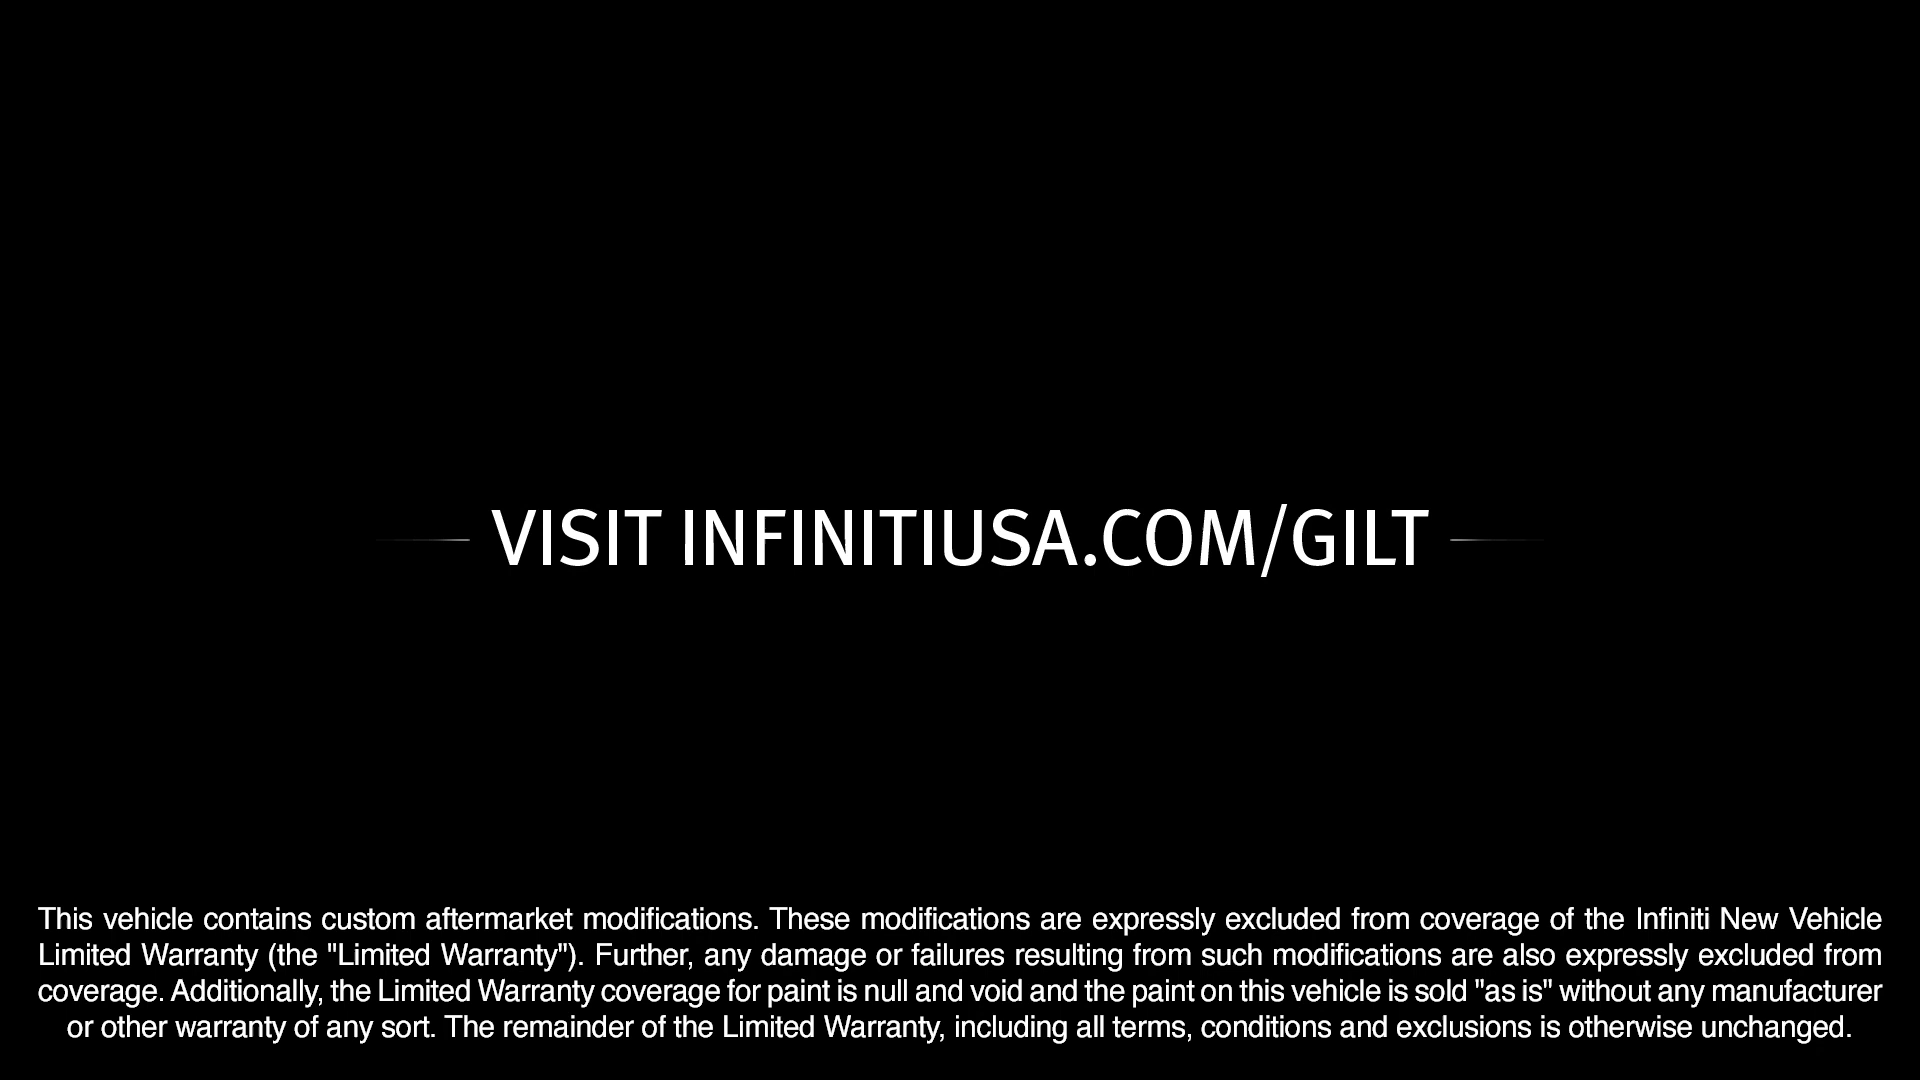 VISIT INFINITIUSA.COM/GILT
This vehicle contains custom aftermarket modifications. These modifications are expressly excluded from coverage of the Infiniti New Vehicle
Limited Warranty (the "Limited Warranty"). Further, any damage or failures resulting from such modifications are also expressly excluded from
coverage. Additionally, the Limited Warranty coverage for paint is null and void and the paint on this vehicle is sold "as is" without any manufacturer
or other warranty of any sort. The remainder of the Limited Warranty, including all terms, conditions and exclusions is otherwise unchanged.